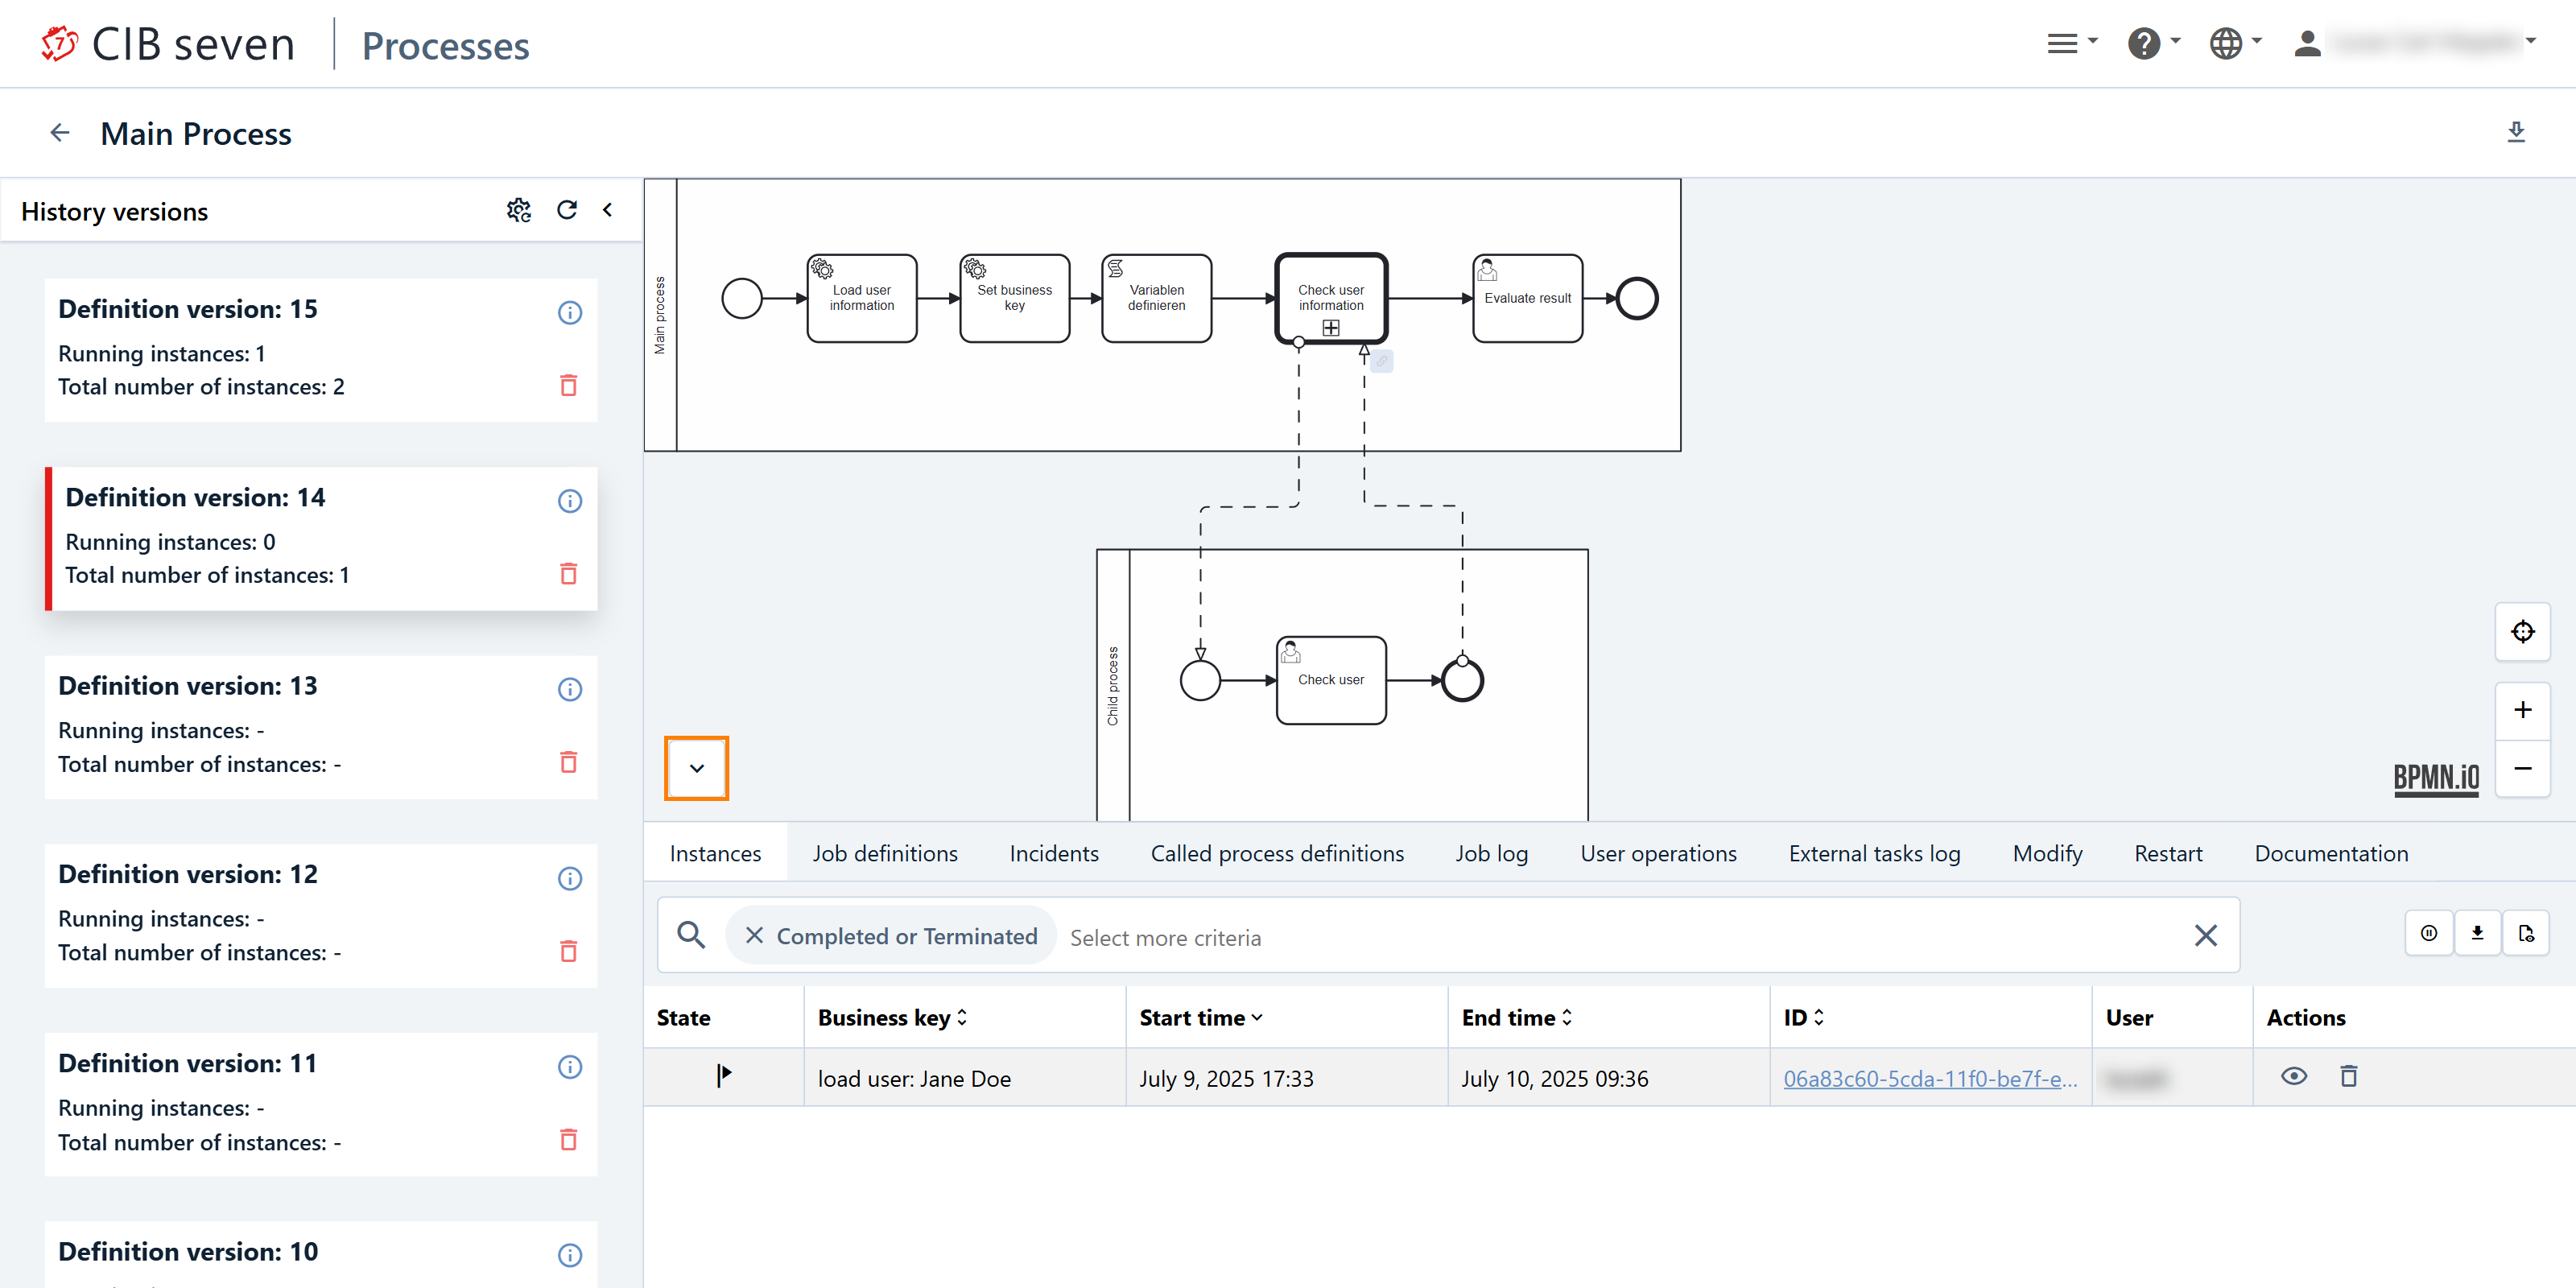 CIB seven
Processes
Main Process
History versions
Definition version: 15
Running instances: 1
Total number of instances: 2
Definition version: 14
Running instances: 0
Total number of instances: 1
Definition version: 13
Running instances: -
Total number of instances: -
Definition version: 12
Running instances: -
Total number of instances: -
Definition version: 11
Running instances: -
Total number of instances: -
Definition version: 10
Main process
Load user
information
Set business
key
Variablen
definieren
Check user
information
Evaluate result
Child process
Check user
BPMN.iO
Instances
Job definitions
Incidents
Called process definitions
Job log
User operations
External tasks log
Modify
Restart
Documentation
Completed or Terminated
Select more criteria
State
Business key
Start time
End time
ID
User
Actions
load user: Jane Doe
July 9, 2025 17:33
July 10, 2025 09:36
06a83c60-5cda-11f0-be7f-e...